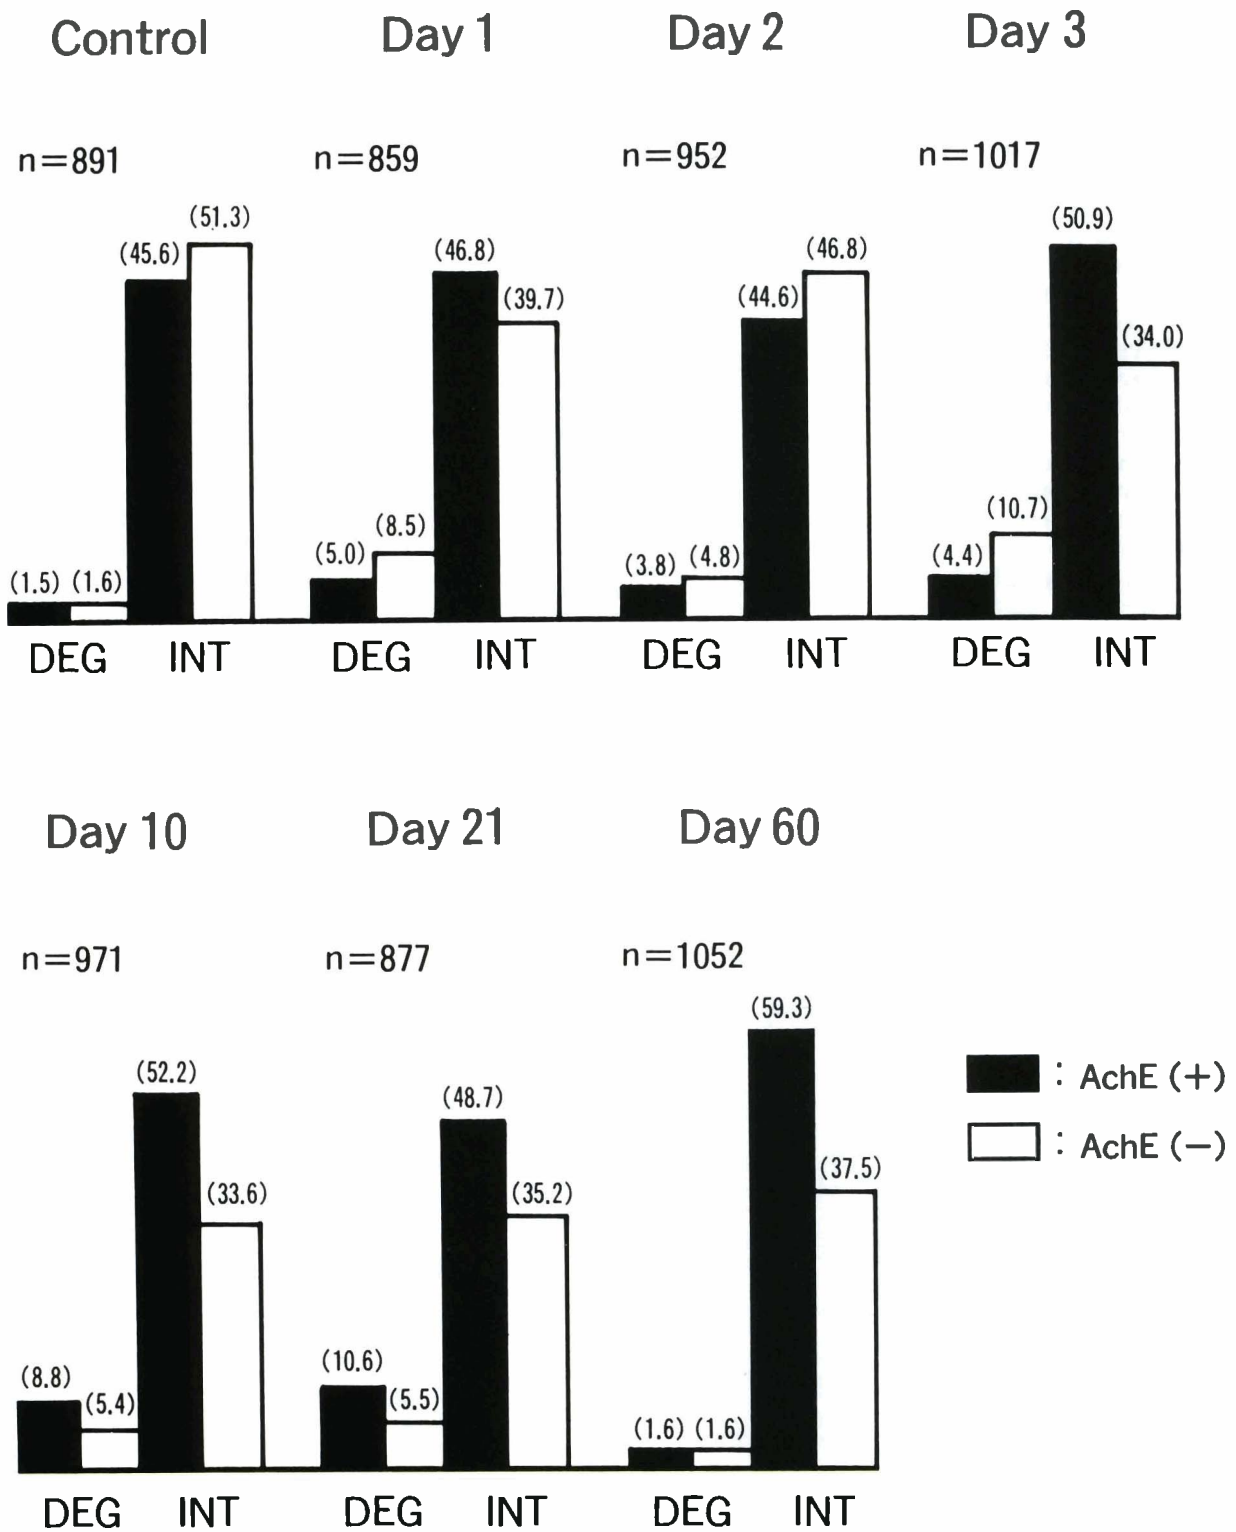 Control Day 1 Day 2 Day 3
n=891 n=859 n=952 n=1017
(45.6) (51.3) (46.8) (39.7) (44.6) (46.8) (50.9) (34.0)
(1.5) (1.6) (5.0) (8.5) (3.8) (4.8) (4.4) (10.7)
DEG INT DEG INT DEG INT DEG INT
Day 10 Day 21 Day 60
n=971 n=877 n=1052
(52.2) (33.6) (48.7) (35.2) (59.3) (37.5)
: AchE (+)
: AchE (−)
(8.8) (5.4) (10.6) (5.5) (1.6) (1.6)
DEG INT DEG INT DEG INT